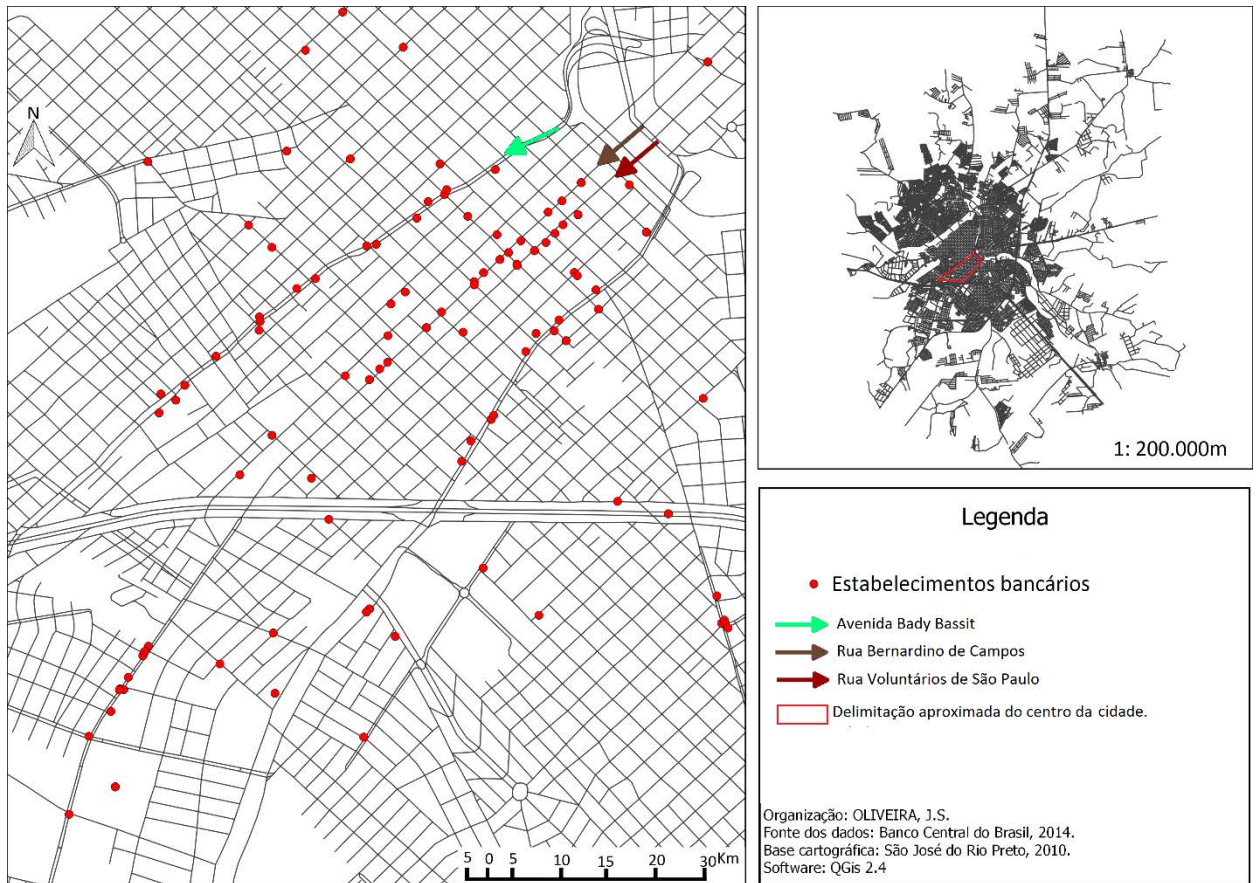 N
5 0 5 10 15 20 30 Km
1: 200.000m
Legenda
Estabelecimentos bancários
Avenida Bady Bassit
Rua Bernardino de Campos
Rua Voluntários de São Paulo
Delimitação aproximada do centro da cidade.
Organização: OLIVEIRA, J.S.
Fonte dos dados: Banco Central do Brasil, 2014.
Base cartográfica: São José do Rio Preto, 2010.
Software: QGis 2.4